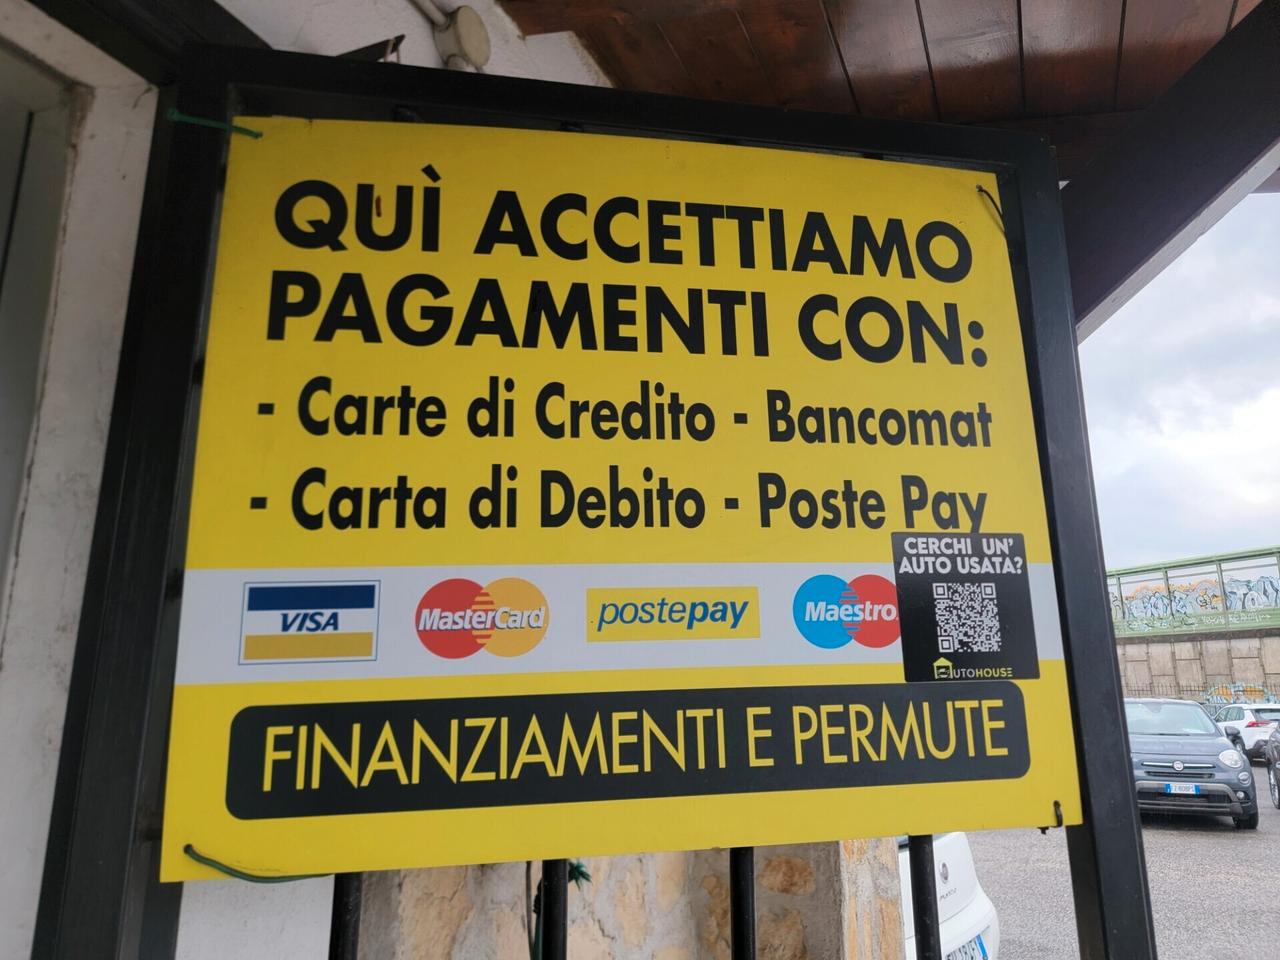 QUÌ ACCETTIAMO
PAGAMENTI CON:
- Carte di Credito - Bancomat
- Carta di Debito - Poste Pay
CERCHI UN'
AUTO USATA?
VISA MasterCard postepay Maestro
AUTOHOUSE
FINANZIAMENTI E PERMUTE